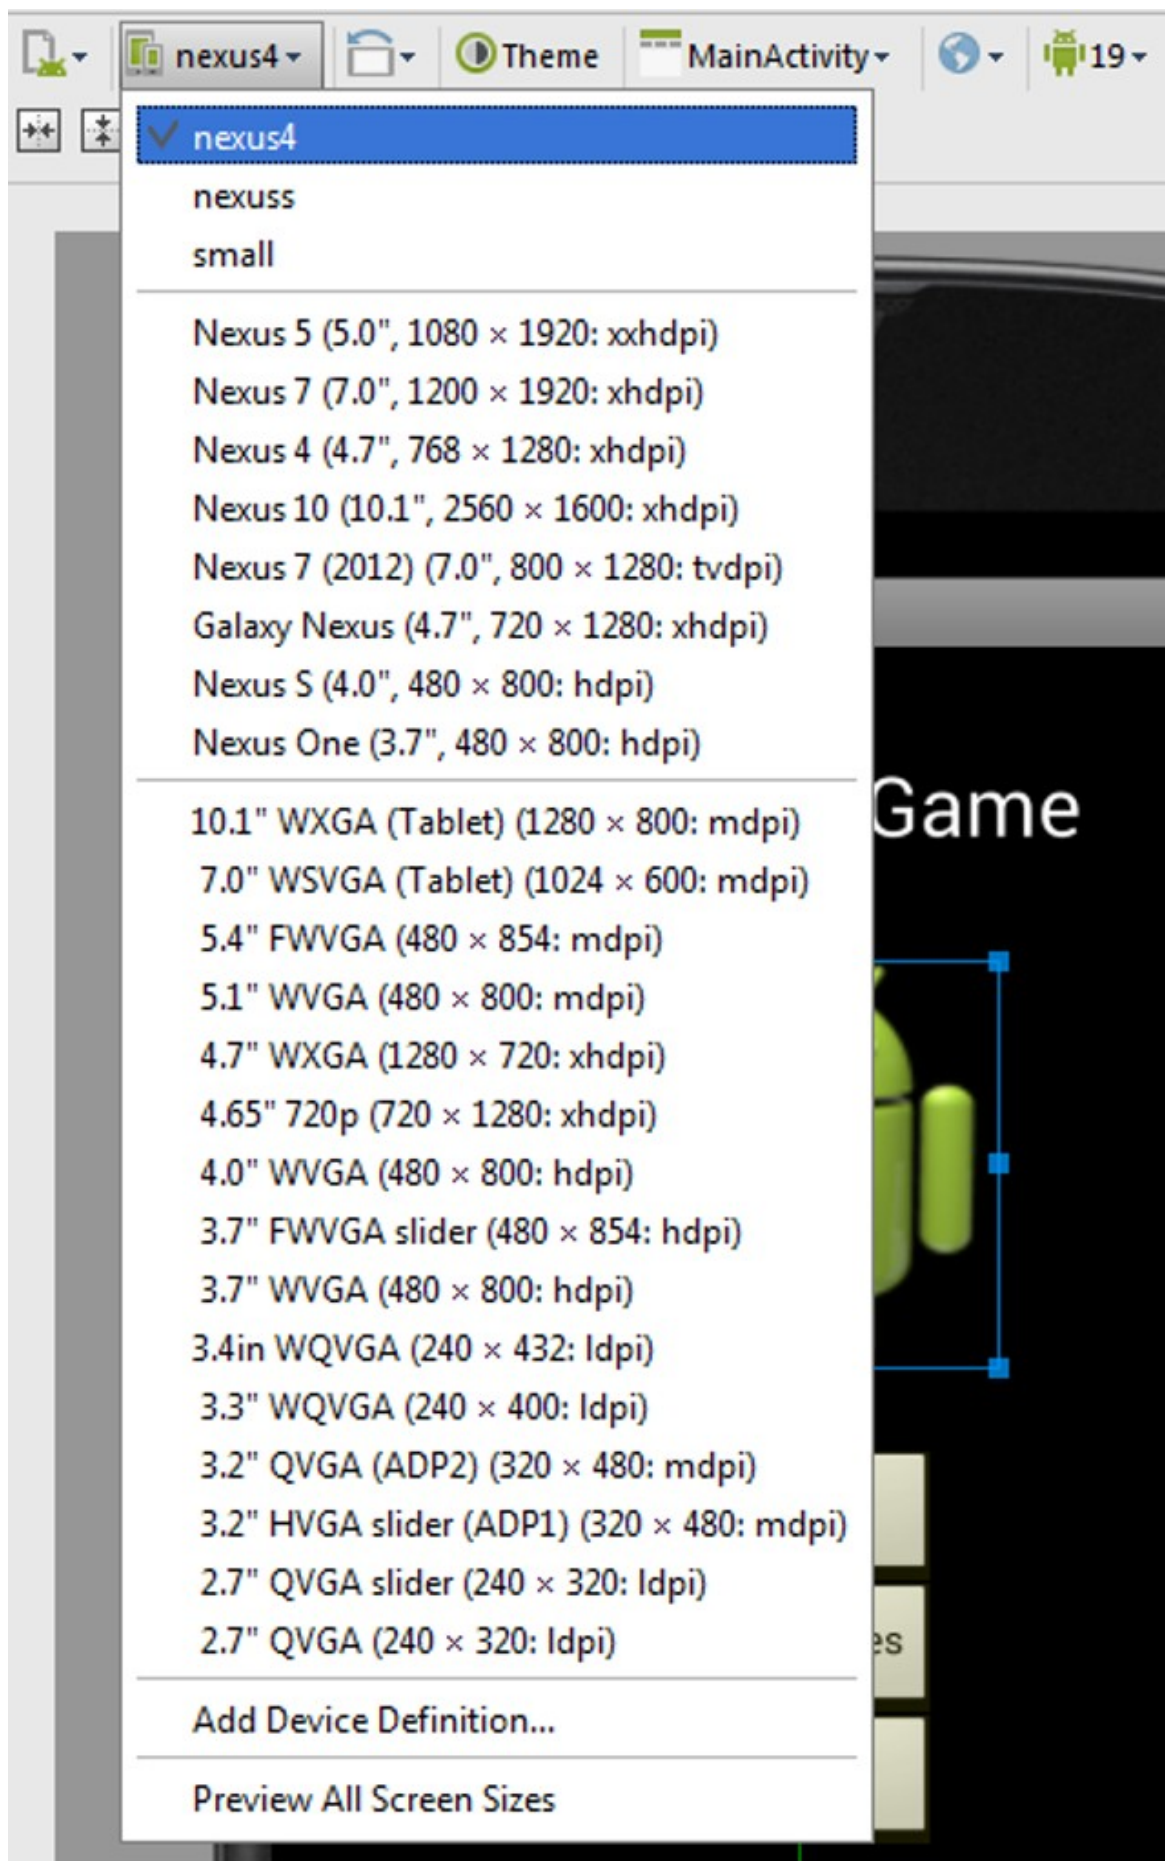 nexus4 Theme MainActivity 19
nexus4
nexuss
small
Nexus 5 (5.0", 1080 × 1920: xxhdpi)
Nexus 7 (7.0", 1200 × 1920: xhdpi)
Nexus 4 (4.7", 768 × 1280: xhdpi)
Nexus 10 (10.1", 2560 × 1600: xhdpi)
Nexus 7 (2012) (7.0", 800 × 1280: tvdpi)
Galaxy Nexus (4.7", 720 × 1280: xhdpi)
Nexus S (4.0", 480 × 800: hdpi)
Nexus One (3.7", 480 × 800: hdpi)
Game
10.1" WXGA (Tablet) (1280 × 800: mdpi)
7.0" WSVGA (Tablet) (1024 × 600: mdpi)
5.4" FWVGA (480 × 854: mdpi)
5.1" WVGA (480 × 800: mdpi)
4.7" WXGA (1280 × 720: xhdpi)
4.65" 720p (720 × 1280: xhdpi)
4.0" WVGA (480 × 800: hdpi)
3.7" FWVGA slider (480 × 854: hdpi)
3.7" WVGA (480 × 800: hdpi)
3.4in WQVGA (240 × 432: ldpi)
3.3" WQVGA (240 × 400: ldpi)
3.2" QVGA (ADP2) (320 × 480: mdpi)
3.2" HVGA slider (ADP1) (320 × 480: mdpi)
2.7" QVGA slider (240 × 320: ldpi)
2.7" QVGA (240 × 320: ldpi)
es
Add Device Definition...
Preview All Screen Sizes